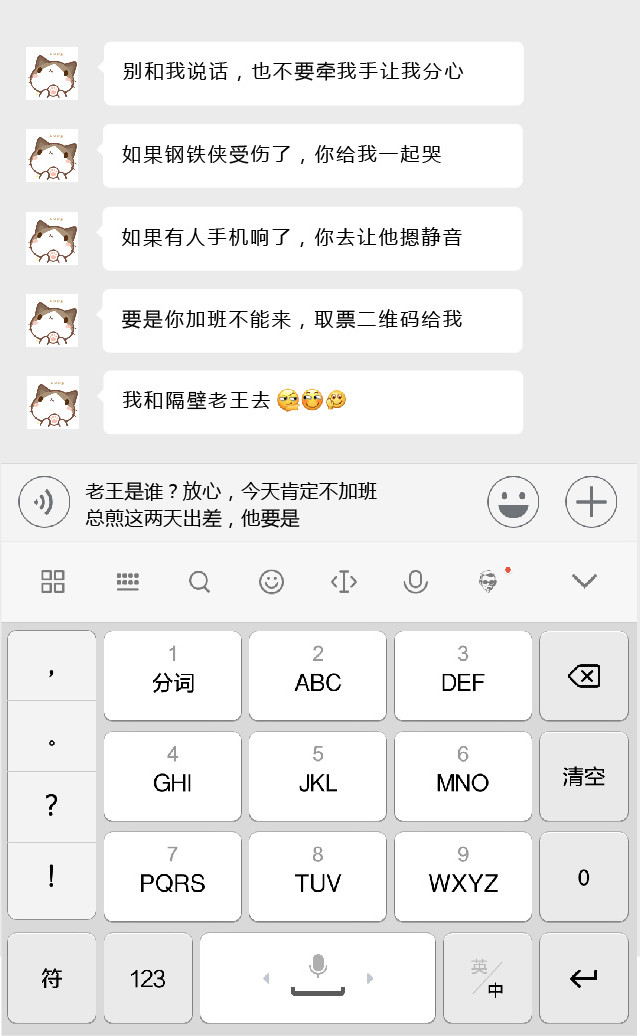 别和我说话，也不要牵我手让我分心
如果钢铁侠受伤了，你给我一起哭
如果有人手机响了，你去让他摁静音
要是你加班不能来，取票二维码给我
我和隔壁老王去
老王是谁？放心，今天肯定不加班
总煎这两天出差，他要是
，
1
分词
2
ABC
3
DEF
。
4
GHI
5
JKL
6
MNO
清空
？
7
PQRS
8
TUV
9
WXYZ
0
！
符
123
英/中